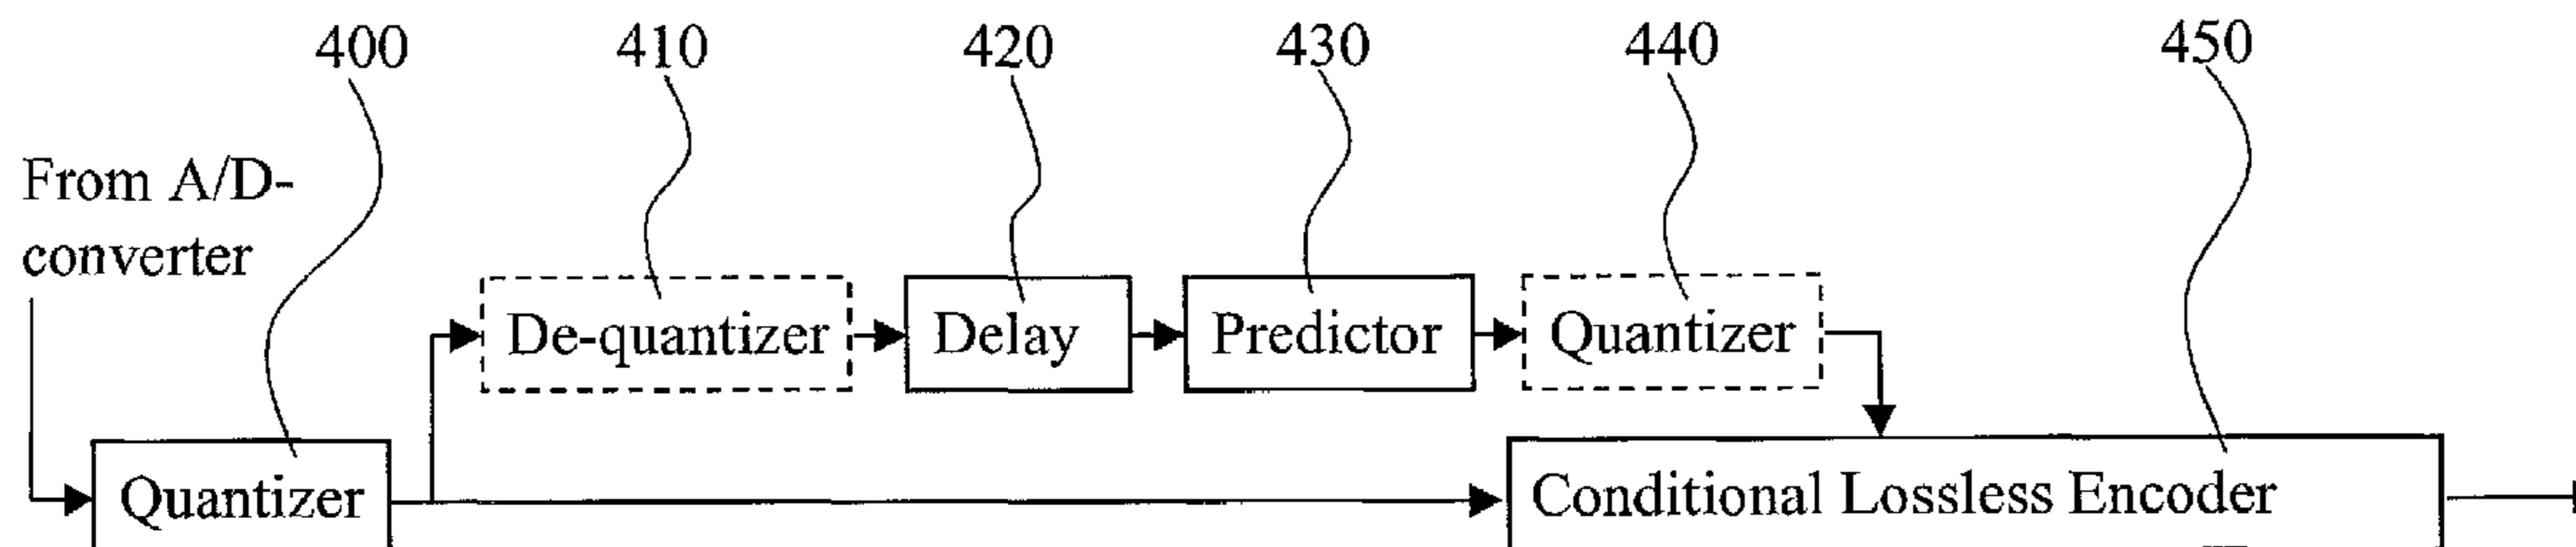 400 410 420 430 440 450
From A/D-
converter
De-quantizer Delay Predictor Quantizer
Quantizer Conditional Lossless Encoder